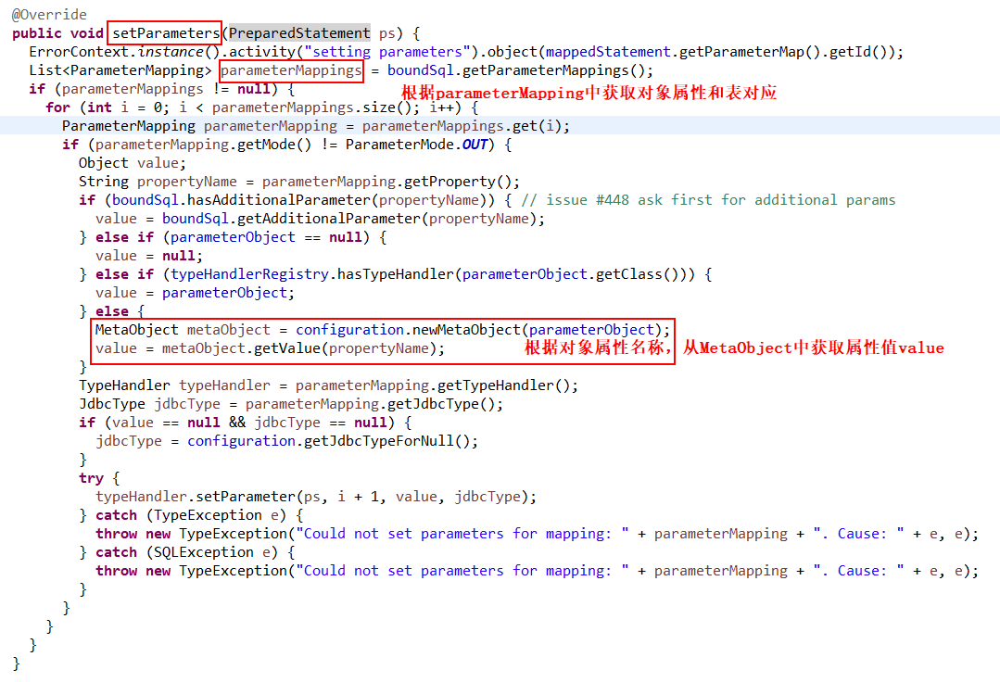 @Override
public void setParameters(PreparedStatement ps) {
ErrorContext.instance().activity("setting parameters").object(mappedStatement.getParameterMap().getId());
List<ParameterMapping> parameterMappings = boundSql.getParameterMappings();
if (parameterMappings != null) {
根据parameterMapping中获取对象属性和表对应
for (int i = 0; i < parameterMappings.size(); i++) {
ParameterMapping parameterMapping = parameterMappings.get(i);
if (parameterMapping.getMode() != ParameterMode.OUT) {
Object value;
String propertyName = parameterMapping.getProperty();
if (boundSql.hasAdditionalParameter(propertyName)) { // issue #448 ask first for additional params
value = boundSql.getAdditionalParameter(propertyName);
} else if (parameterObject == null) {
value = null;
} else if (typeHandlerRegistry.hasTypeHandler(parameterObject.getClass())) {
value = parameterObject;
} else {
MetaObject metaObject = configuration.newMetaObject(parameterObject);
value = metaObject.getValue(propertyName); 根据对象属性名称，从MetaObject中获取属性值value
}
TypeHandler typeHandler = parameterMapping.getTypeHandler();
JdbcType jdbcType = parameterMapping.getJdbcType();
if (value == null && jdbcType == null) {
jdbcType = configuration.getJdbcTypeForNull();
}
try {
typeHandler.setParameter(ps, i + 1, value, jdbcType);
} catch (TypeException e) {
throw new TypeException("Could not set parameters for mapping: " + parameterMapping + ". Cause: " + e, e);
} catch (SQLException e) {
throw new TypeException("Could not set parameters for mapping: " + parameterMapping + ". Cause: " + e, e);
}
}
}
}
}